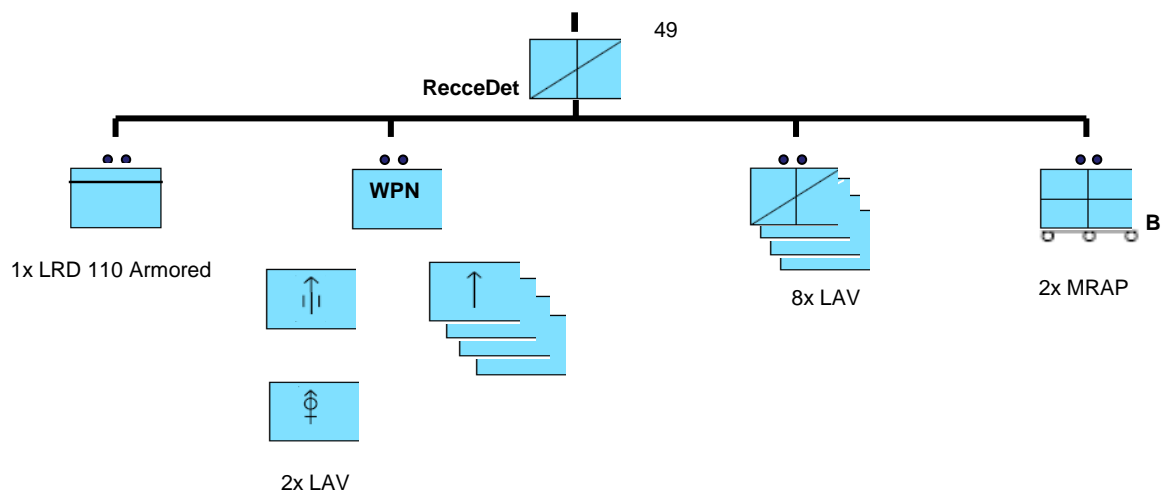 49
RecceDet
WPN
B
1x LRD 110 Armored
8x LAV
2x MRAP
2x LAV